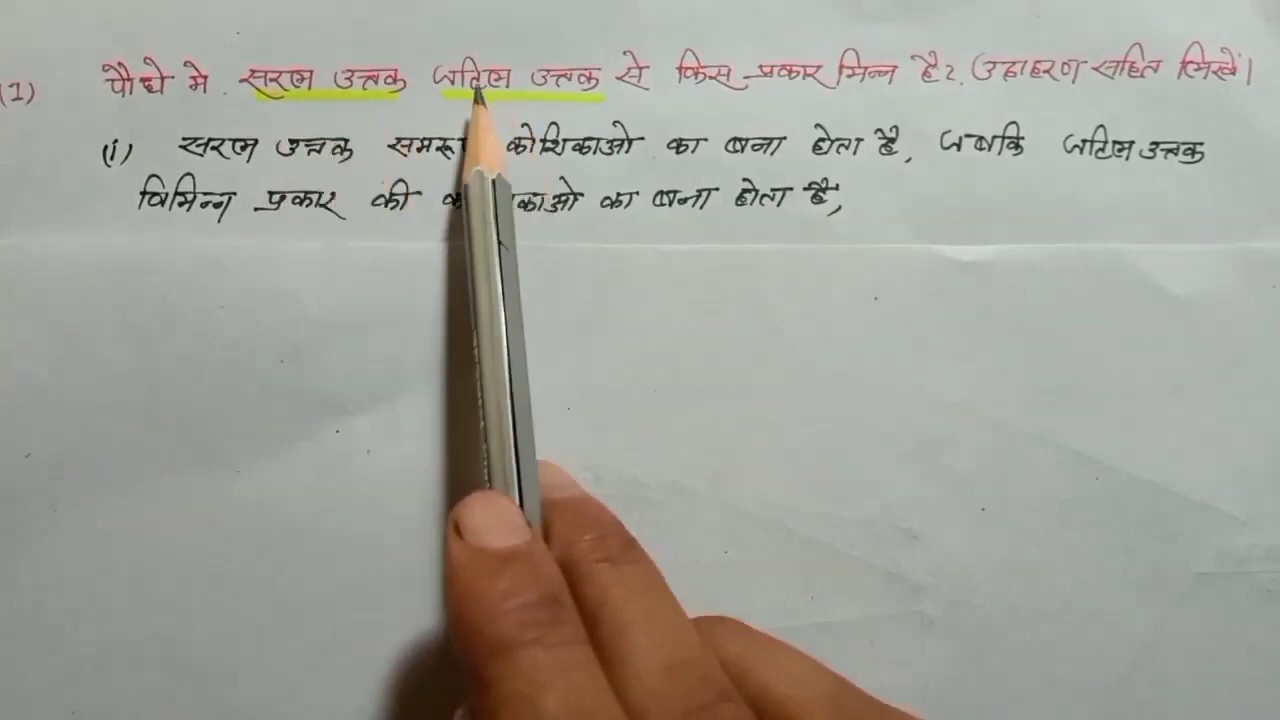 (1) पौधे मे सरल उत्तक जटिल उत्तक से किस प्रकार भिन्न है? उदाहरण सहित लिखें।
(i) सरल उत्तक कोशिकाओ का बना होता है, जबकि जटिल उत्तक
विभिन्न प्रकार की का बना होता है,